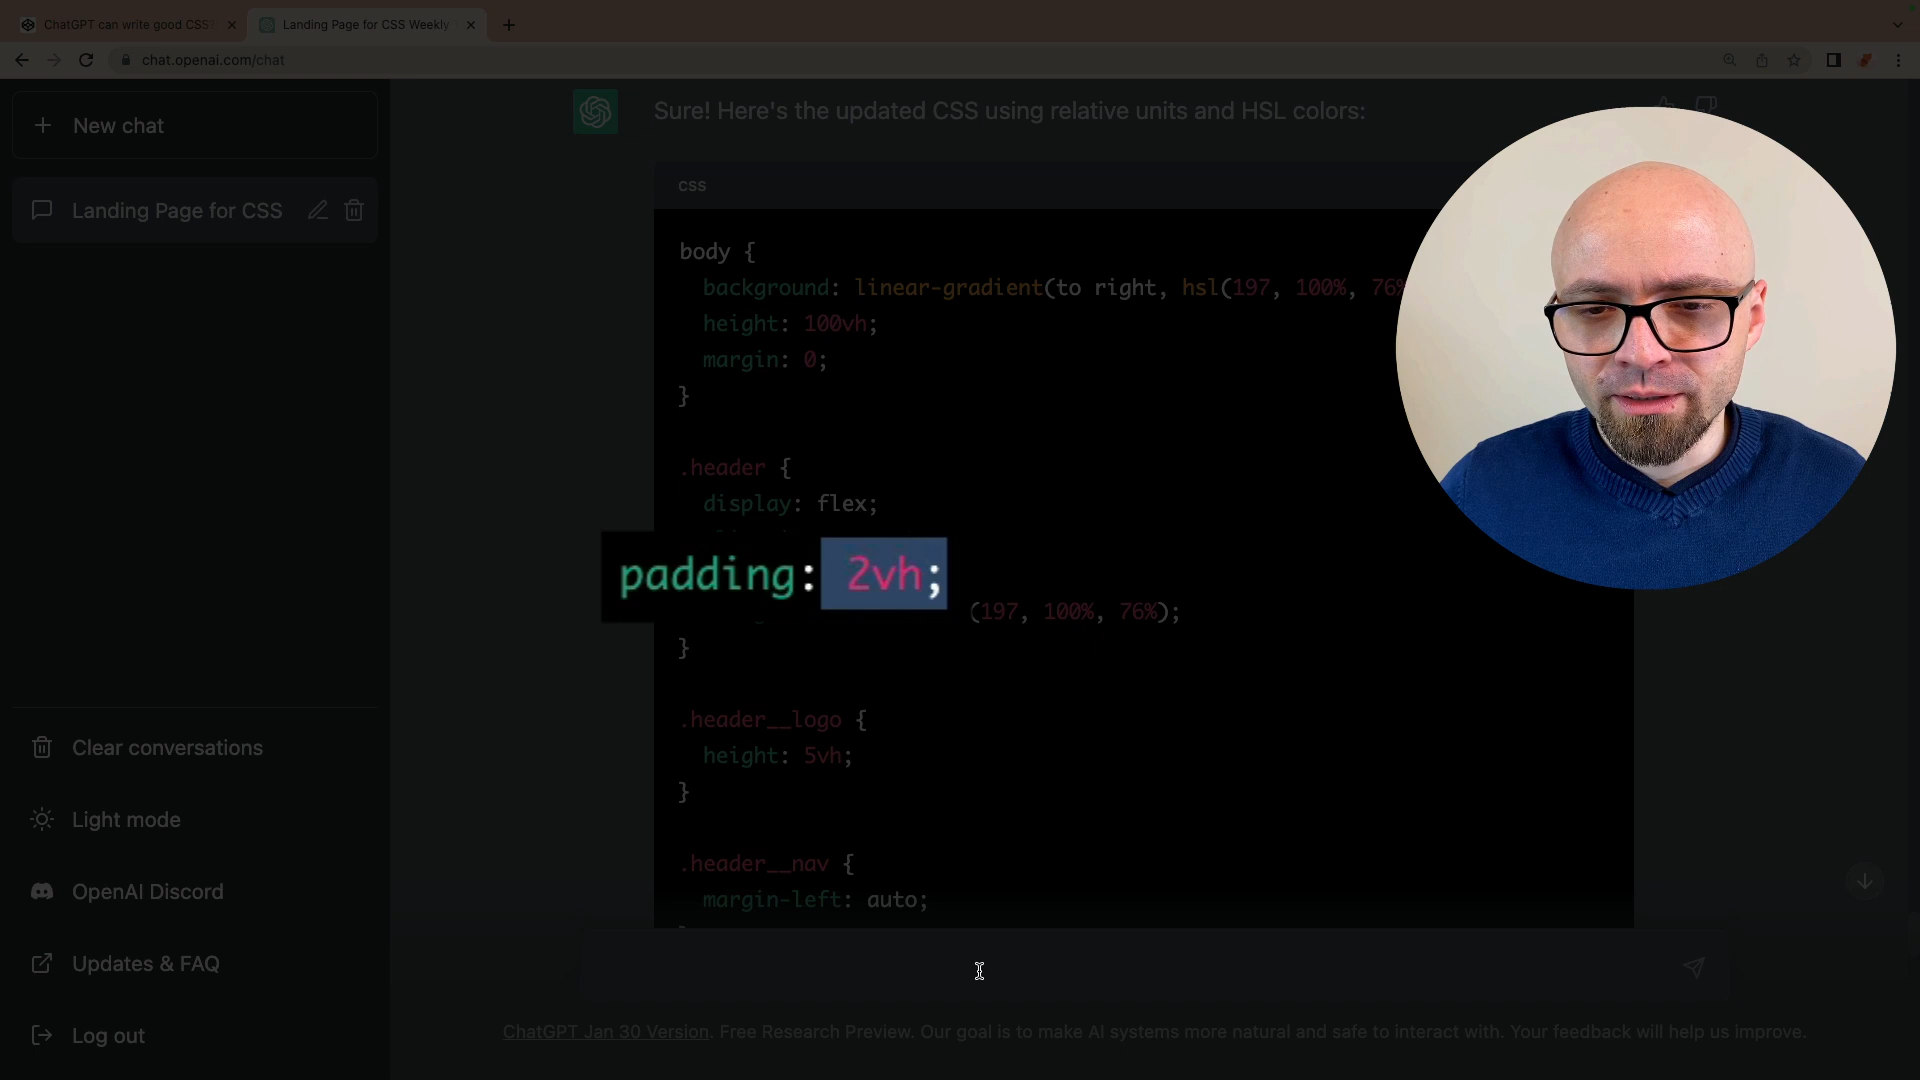 ChatGPT can write good CSS?
Landing Page for CSS Weekly
chat.openai.com/chat
New chat
Landing Page for CSS
Clear conversations
Light mode
OpenAI Discord
Updates & FAQ
Log out
Sure! Here's the updated CSS using relative units and HSL colors:
css
body {
background: linear-gradient(to right, hsl(197, 100%, 76%
height: 100vh;
margin: 0;
}
.header {
display: flex;
padding: 2vh;
(197, 100%, 76%);
}
.header__logo {
height: 5vh;
}
.header__nav {
margin-left: auto;
ChatGPT Jan 30 Version. Free Research Preview. Our goal is to make AI systems more natural and safe to interact with. Your feedback will help us improve.